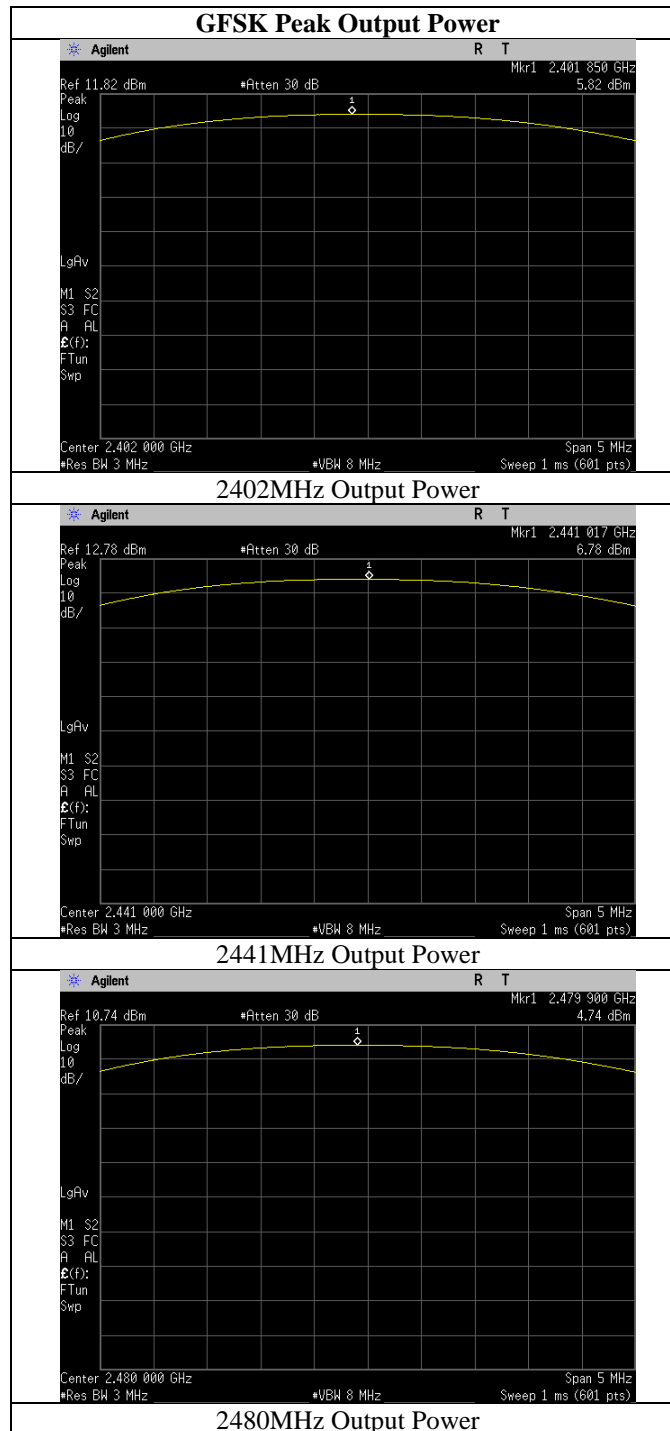 GFSK Peak Output Power
Agilent R T
Mkr1 2.401 850 GHz
Ref 11.82 dBm #Atten 30 dB 5.82 dBm
Peak
Log
10
dB/
1
LgAv
M1 S2
S3 FC
A AL
£(f):
FTun
Swp
Center 2.402 000 GHz Span 5 MHz
#Res BW 3 MHz #VBW 8 MHz Sweep 1 ms (601 pts)
2402MHz Output Power
Agilent R T
Mkr1 2.441 017 GHz
Ref 12.78 dBm #Atten 30 dB 6.78 dBm
Peak
Log
10
dB/
1
LgAv
M1 S2
S3 FC
A AL
£(f):
FTun
Swp
Center 2.441 000 GHz Span 5 MHz
#Res BW 3 MHz #VBW 8 MHz Sweep 1 ms (601 pts)
2441MHz Output Power
Agilent R T
Mkr1 2.479 900 GHz
Ref 10.74 dBm #Atten 30 dB 4.74 dBm
Peak
Log
10
dB/
1
LgAv
M1 S2
S3 FC
A AL
£(f):
FTun
Swp
Center 2.480 000 GHz Span 5 MHz
#Res BW 3 MHz #VBW 8 MHz Sweep 1 ms (601 pts)
2480MHz Output Power